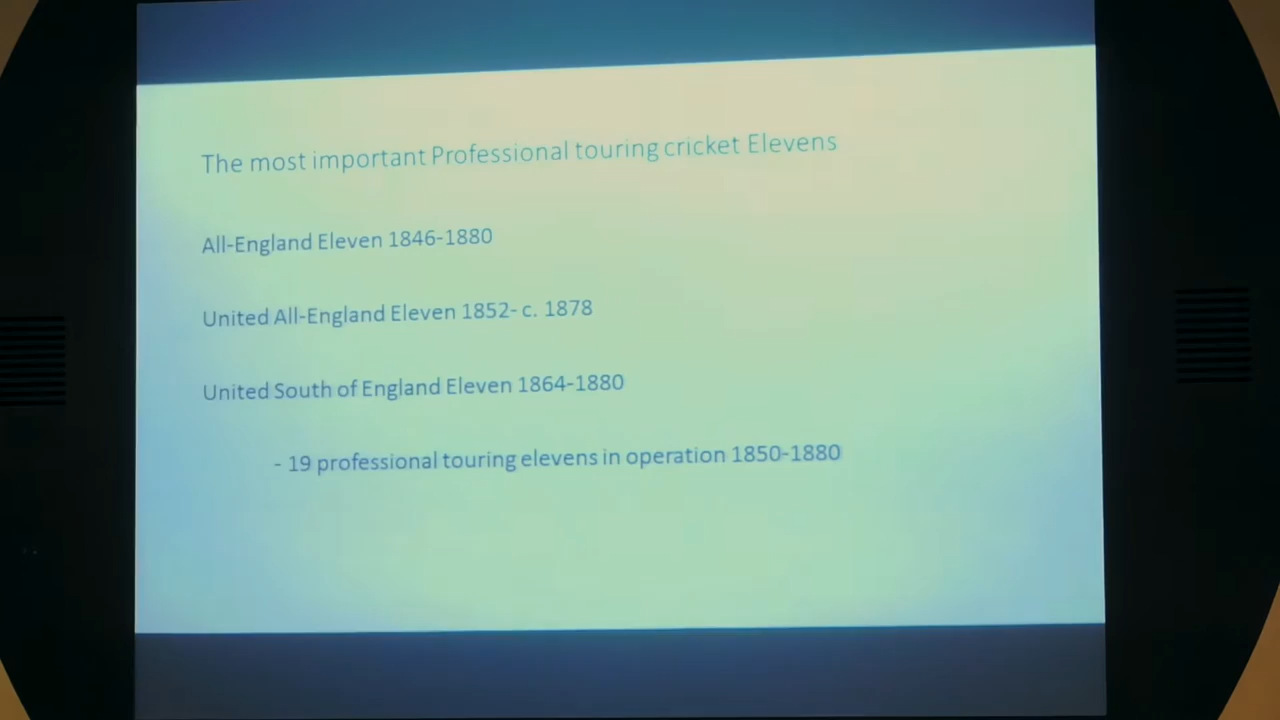 The most important Professional touring cricket Elevens
All-England Eleven 1846-1880
United All-England Eleven 1852- c. 1878
United South of England Eleven 1864-1880
- 19 professional touring elevens in operation 1850-1880